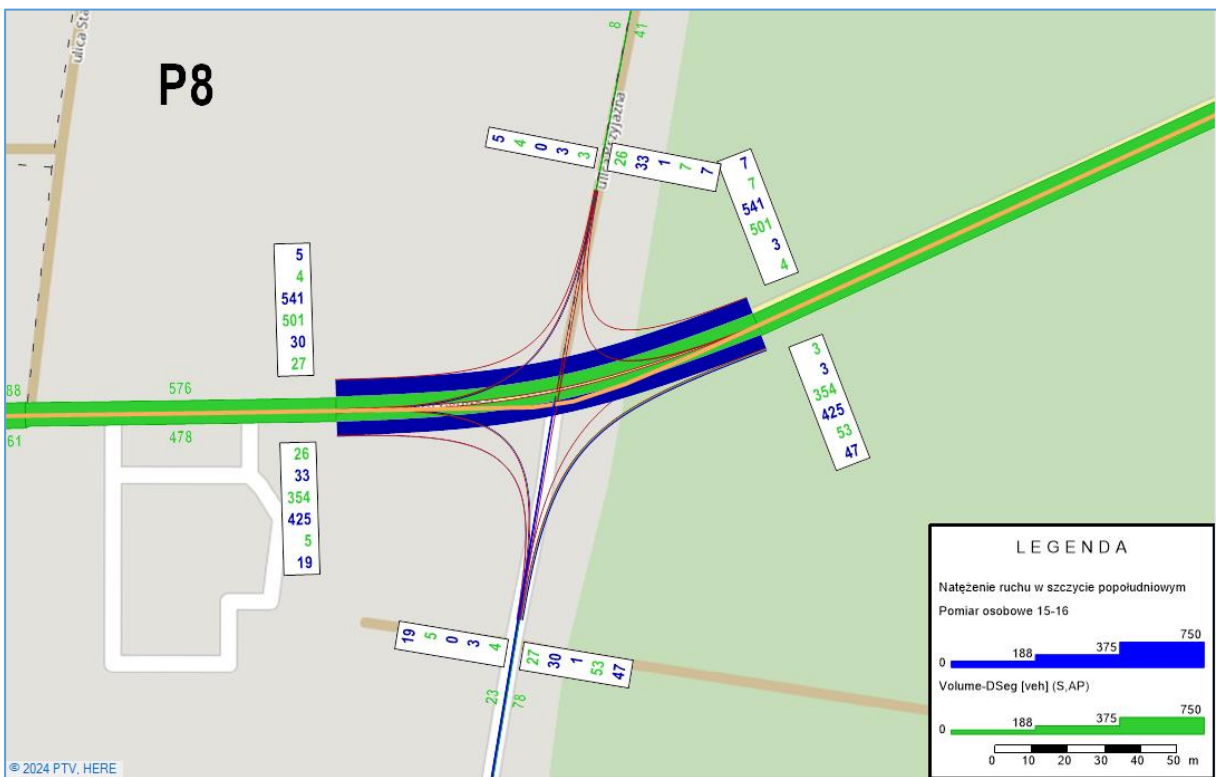 ulica Sta
P8
8
41
ulica Przyjaźna
5 4 0 3 3
26 33 1 7 7
7
7
541
501
3
4
5
4
541
501
30
27
88
576
61
478
3
3
354
425
53
47
26
33
354
425
5
19
19 5 0 3 4
27 30 1 53 47
23
78
LEGENDA
Natężenie ruchu w szczycie popołudniowym
Pomiar osobowe 15-16
0 188 375 750
Volume-DSeg [veh] (S,AP)
0 188 375 750
0 10 20 30 40 50 m
© 2024 PTV, HERE